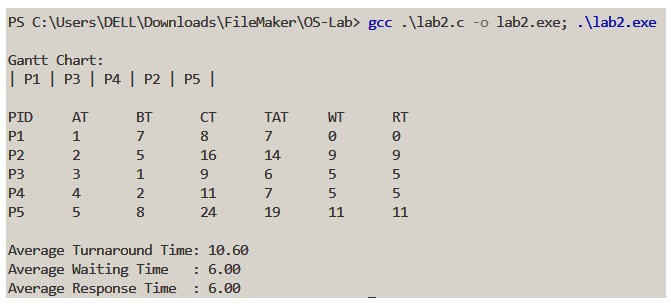 PS C:\Users\DELL\Downloads\FileMaker\OS-Lab> gcc .\lab2.c -o lab2.exe; .\lab2.exe
Gantt Chart:
| P1 | P3 | P4 | P2 | P5 |
PID AT BT CT TAT WT RT
P1 1 7 8 7 0 0
P2 2 5 16 14 9 9
P3 3 1 9 6 5 5
P4 4 2 11 7 5 5
P5 5 8 24 19 11 11
Average Turnaround Time: 10.60
Average Waiting Time : 6.00
Average Response Time : 6.00